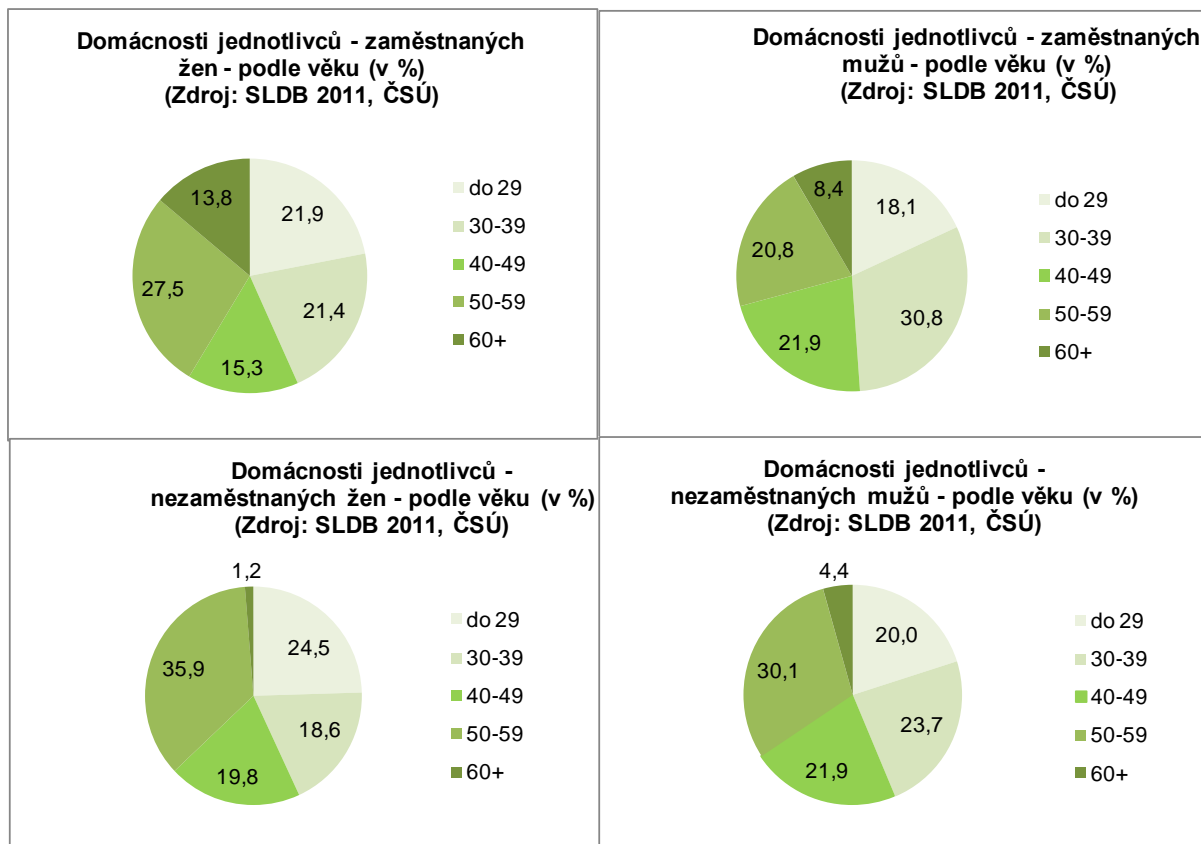 Domácnosti jednotlivců - zaměstnaných
žen - podle věku (v %)
(Zdroj: SLDB 2011, ČSÚ)
13,8
21,9
27,5
21,4
15,3
do 29
30-39
40-49
50-59
60+
Domácnosti jednotlivců - zaměstnaných
mužů - podle věku (v %)
(Zdroj: SLDB 2011, ČSÚ)
8,4
18,1
20,8
30,8
21,9
do 29
30-39
40-49
50-59
60+
Domácnosti jednotlivců -
nezaměstnaných žen - podle věku (v %)
(Zdroj: SLDB 2011, ČSÚ)
1,2
24,5
35,9
18,6
19,8
do 29
30-39
40-49
50-59
60+
Domácnosti jednotlivců -
nezaměstnaných mužů - podle věku (v %)
(Zdroj: SLDB 2011, ČSÚ)
4,4
20,0
30,1
23,7
21,9
do 29
30-39
40-49
50-59
60+